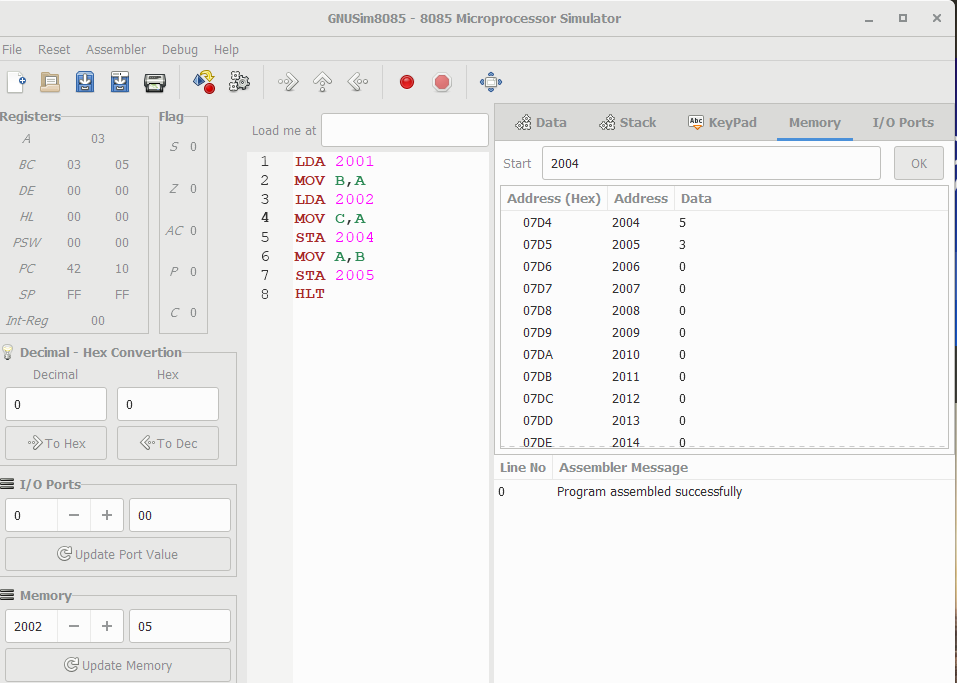 GNUSim8085 - 8085 Microprocessor Simulator
File Reset Assembler Debug Help
Registers
A 03
BC 03 05
DE 00 00
HL 00 00
PSW 00 00
PC 42 10
SP FF FF
Int-Reg 00
Flag
S 0
Z 0
AC 0
P 0
C 0
Decimal - Hex Convertion
Decimal Hex
0 0
To Hex To Dec
I/O Ports
0 − + 00
Update Port Value
Memory
2002 − + 05
Update Memory
Load me at
1 LDA 2001
2 MOV B,A
3 LDA 2002
4 MOV C,A
5 STA 2004
6 MOV A,B
7 STA 2005
8 HLT
Data Stack Abc KeyPad Memory I/O Ports
Start 2004 OK
Address (Hex) Address Data
07D4 2004 5
07D5 2005 3
07D6 2006 0
07D7 2007 0
07D8 2008 0
07D9 2009 0
07DA 2010 0
07DB 2011 0
07DC 2012 0
07DD 2013 0
07DE 2014 0
Line No Assembler Message
0 Program assembled successfully